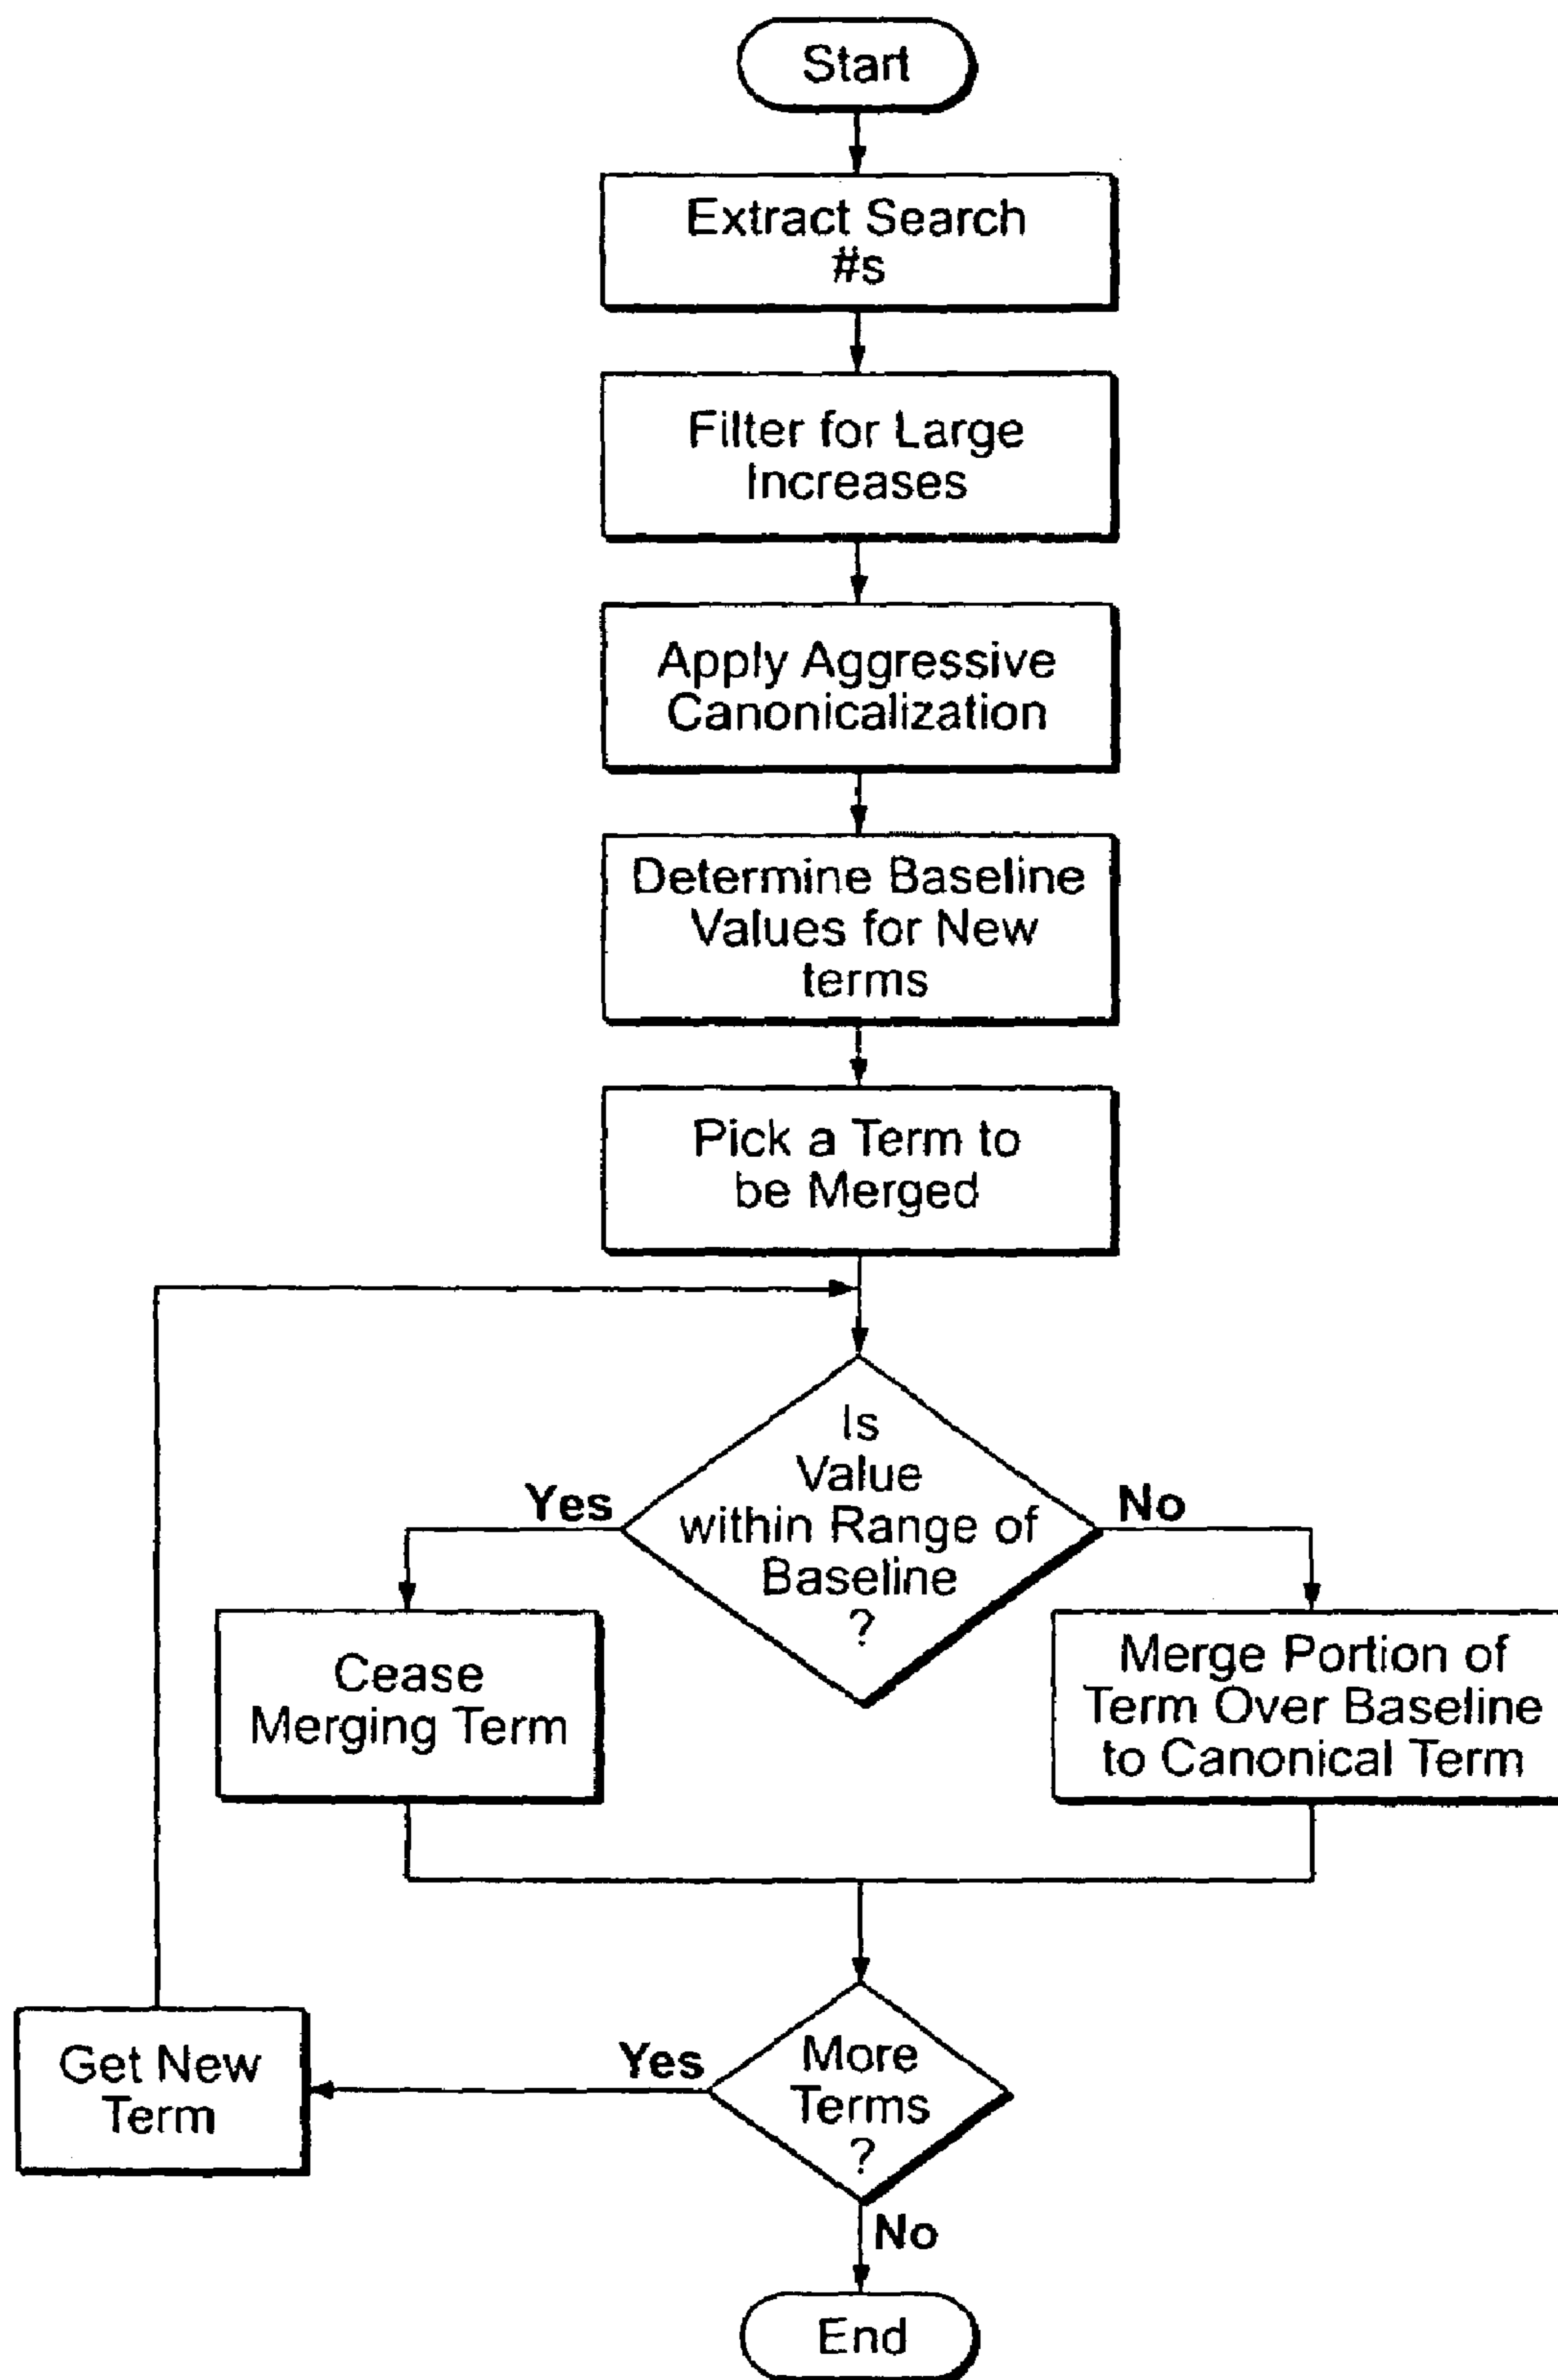 Start
Extract Search
#s
Filter for Large
Increases
Apply Aggressive
Canonicalization
Determine Baseline
Values for New
terms
Pick a Term to
be Merged
Is
Value
within Range of
Baseline
?
Yes
No
Cease
Merging Term
Merge Portion of
Term Over Baseline
to Canonical Term
More
Terms
?
Yes
Get New
Term
No
End